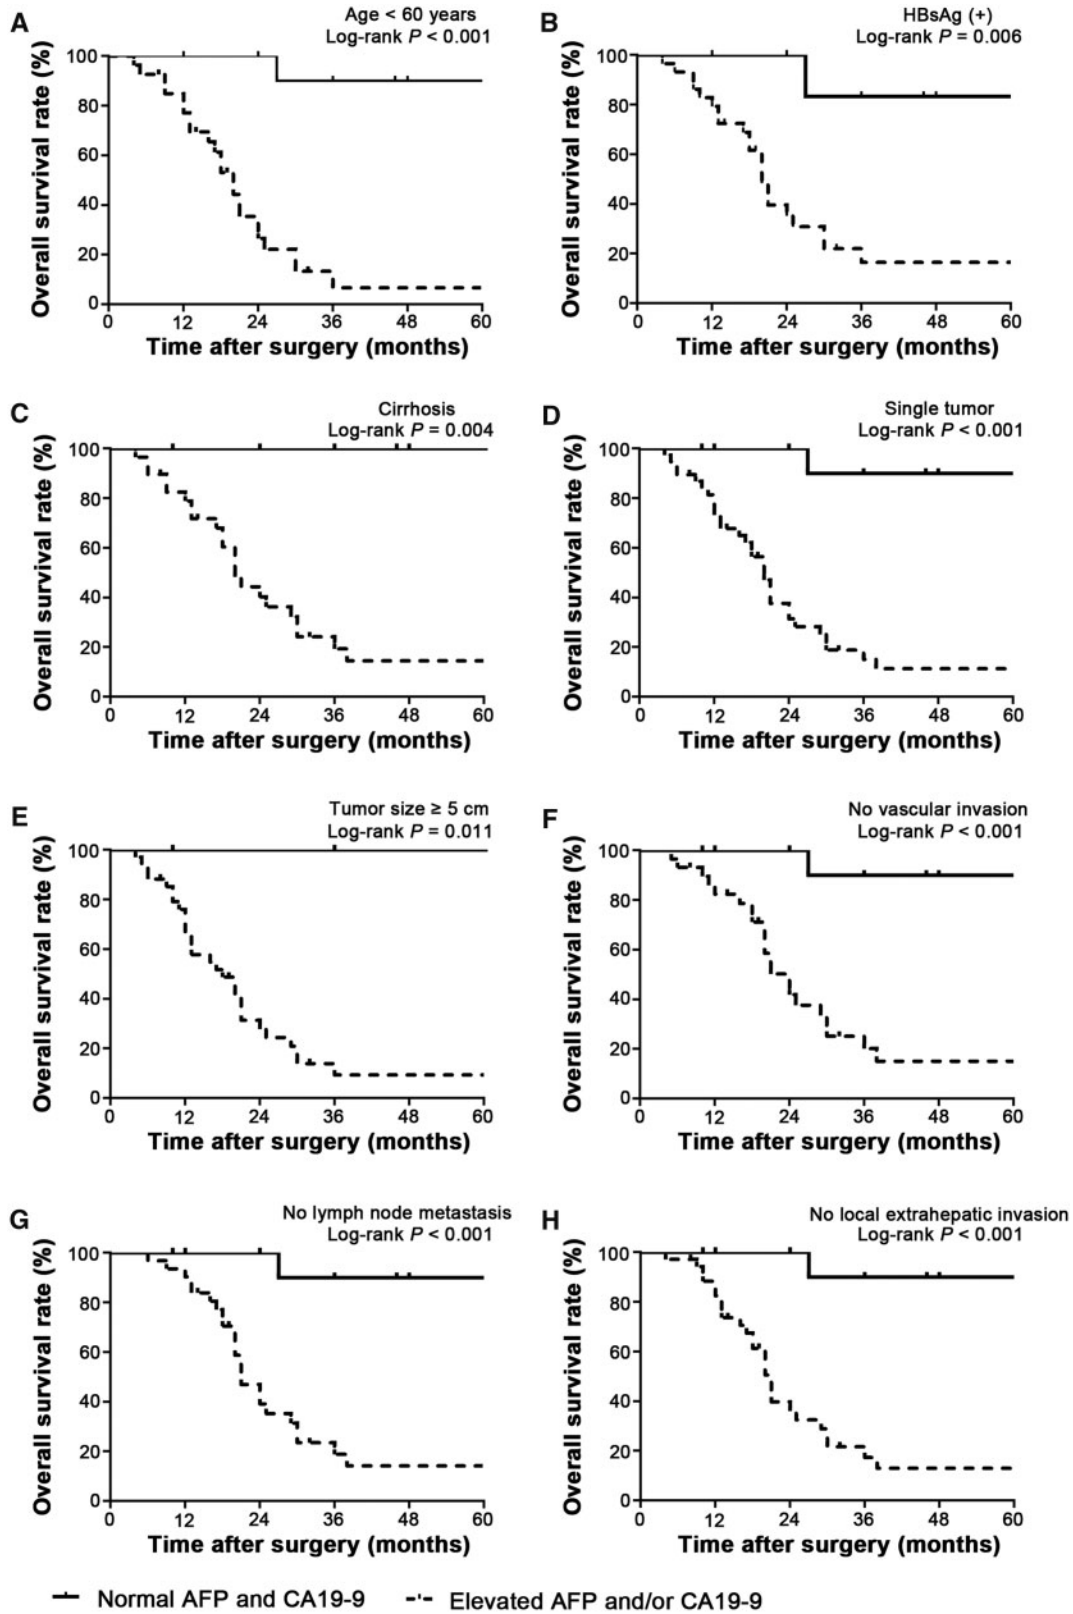 A
Age < 60 years
Log-rank P < 0.001
Overall survival rate (%)
100
80
60
40
20
0
0 12 24 36 48 60
Time after surgery (months)
B
HBsAg (+)
Log-rank P = 0.006
Overall survival rate (%)
100
80
60
40
20
0
0 12 24 36 48 60
Time after surgery (months)
C
Cirrhosis
Log-rank P = 0.004
Overall survival rate (%)
100
80
60
40
20
0
0 12 24 36 48 60
Time after surgery (months)
D
Single tumor
Log-rank P < 0.001
Overall survival rate (%)
100
80
60
40
20
0
0 12 24 36 48 60
Time after surgery (months)
E
Tumor size ≥ 5 cm
Log-rank P = 0.011
Overall survival rate (%)
100
80
60
40
20
0
0 12 24 36 48 60
Time after surgery (months)
F
No vascular invasion
Log-rank P < 0.001
Overall survival rate (%)
100
80
60
40
20
0
0 12 24 36 48 60
Time after surgery (months)
G
No lymph node metastasis
Log-rank P < 0.001
Overall survival rate (%)
100
80
60
40
20
0
0 12 24 36 48 60
Time after surgery (months)
H
No local extrahepatic invasion
Log-rank P < 0.001
Overall survival rate (%)
100
80
60
40
20
0
0 12 24 36 48 60
Time after surgery (months)
Normal AFP and CA19-9
Elevated AFP and/or CA19-9